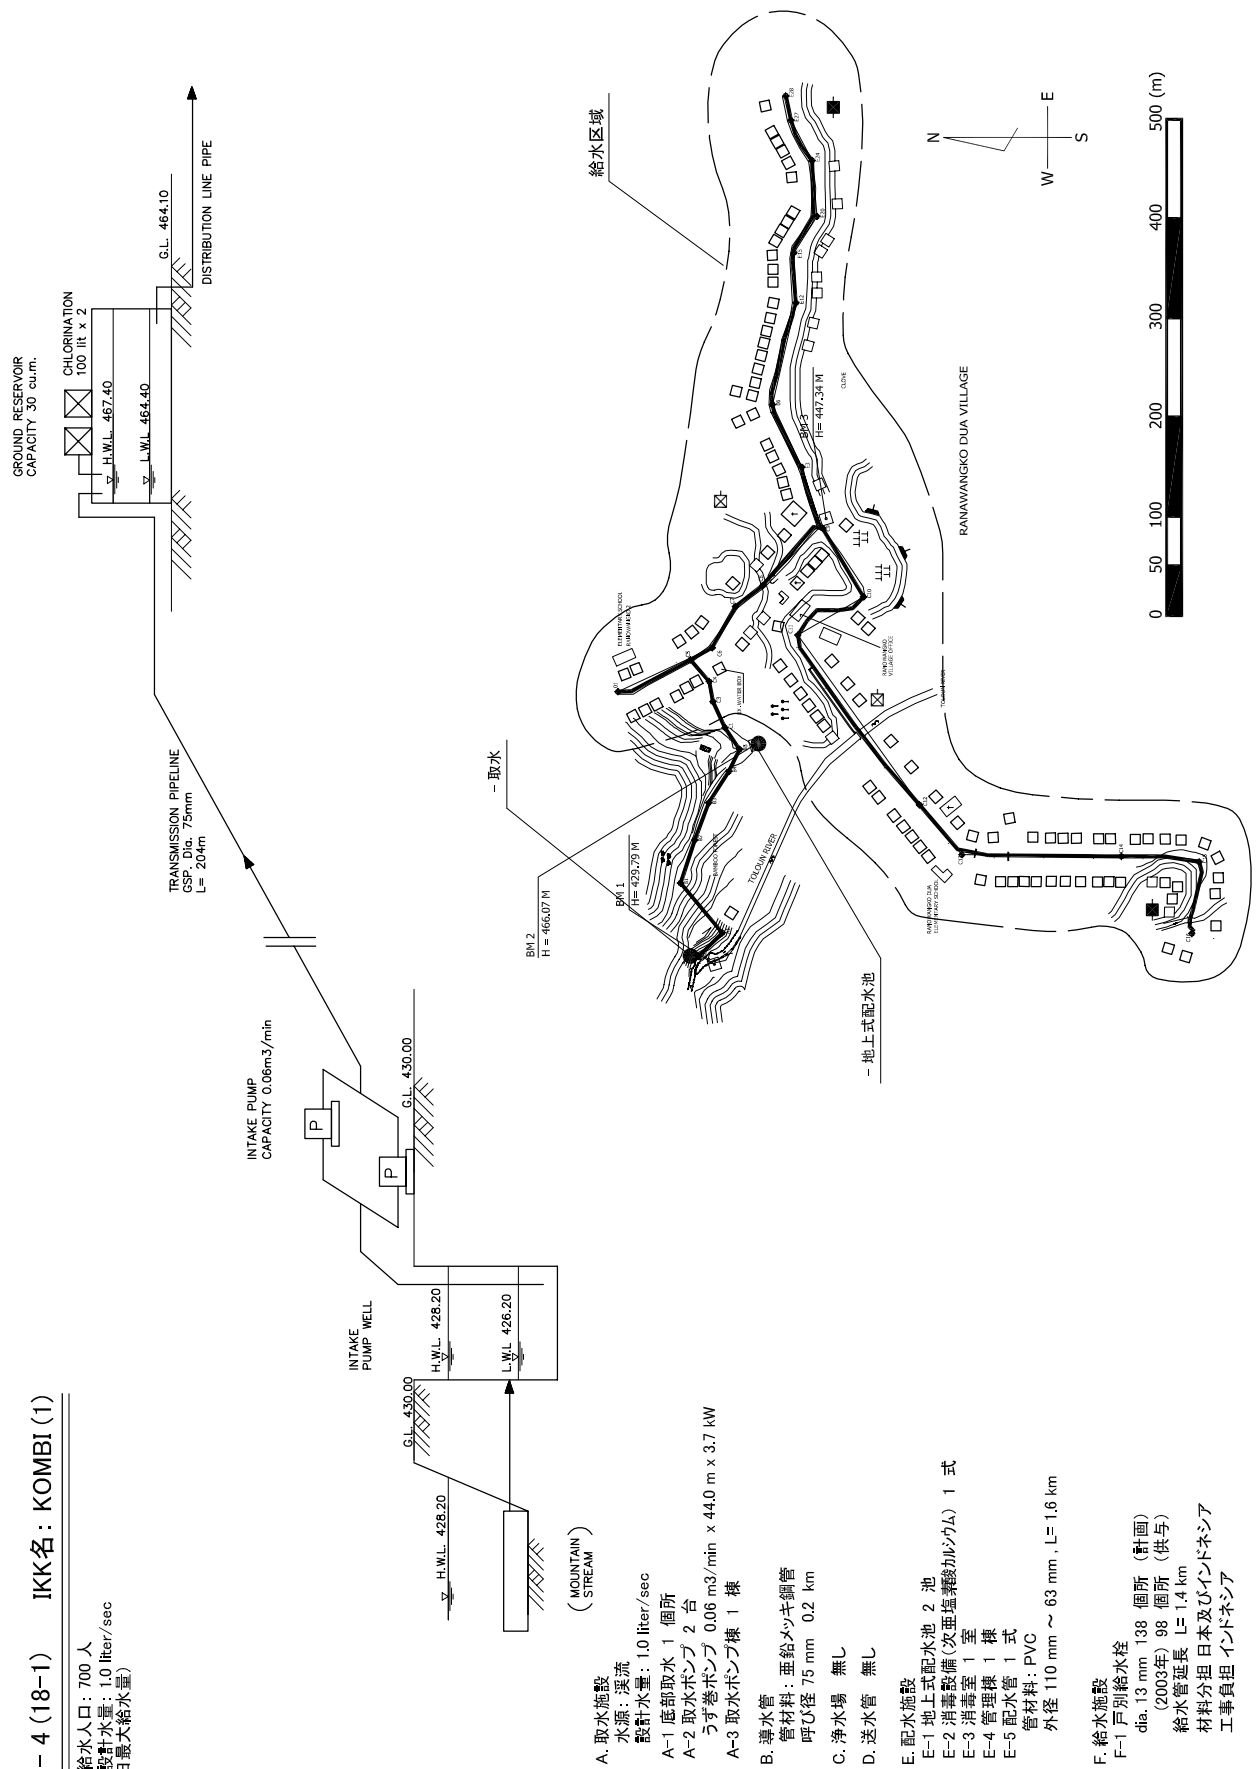 - 4 (18-1) IKK名: KOMBI (1)
給水人口: 700 人
設計水量: 1.0 liter/sec
日最大給水量)
GROUND RESERVOIR
CAPACITY 30 cu.m.
CHLORINATION
100 lit x 2
H.W.L. 467.40
L.W.L 464.40
G.L. 464.10
DISTRIBUTION LINE PIPE
TRANSMISSION PIPELINE
GSP. Dia. 75mm
L= 204m
INTAKE PUMP
CAPACITY 0.06m3/min
P
P
G.L. 430.00
INTAKE
PUMP WELL
H.W.L. 428.20
L.W.L 426.20
G.L. 430.00
H.W.L. 428.20
(MOUNTAIN
STREAM)
A. 取水施設
水源: 渓流
設計水量: 1.0 liter/sec
A-1 底部取水 1 個所
A-2 取水ポンプ 2 台
うず巻ポンプ 0.06 m3/min x 44.0 m x 3.7 kW
A-3 取水ポンプ棟 1 棟
B. 導水管
管材料: 亜鉛メッキ鋼管
呼び径 75 mm 0.2 km
C. 浄水場 無し
D. 送水管 無し
E. 配水施設
E-1 地上式配水池 2 池
E-2 消毒設備(次亜塩素酸カルシウム) 1 式
E-3 消毒室 1 室
E-4 管理棟 1 棟
E-5 配水管 1 式
管材料: PVC
外径 110 mm ~ 63 mm , L= 1.6 km
F. 給水施設
F-1 戸別給水栓
dia. 13 mm 138 個所 (計画)
(2003年) 98 個所 (供与)
給水管延長 L= 1.4 km
材料分担 日本及びインドネシア
工事負担 インドネシア
- 取水
BM 2
H = 466.07 M
BM 1
H= 429.79 M
- 地上式配水池
給水区域
BM 3
H= 447.34 M
CLOVE
RANAWANGKO DUA VILLAGE
TOLOUN RIVER
BAMBOO FOREST
EX.WATER BOX
ELEMENTARY SCHOOL
RANOWANGKO
VILLAGE OFFICE
RANOWANGKO DUA
ELEMENTARY SCHOOL
N
E
W
S
0 50 100 200 300 400 500 (m)